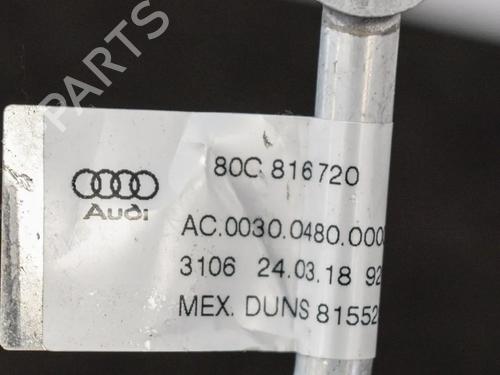 PARTS
80C 816720
Audi
AC.0030.0480.000
3106 24.03.18 92
MEX. DUNS 81552